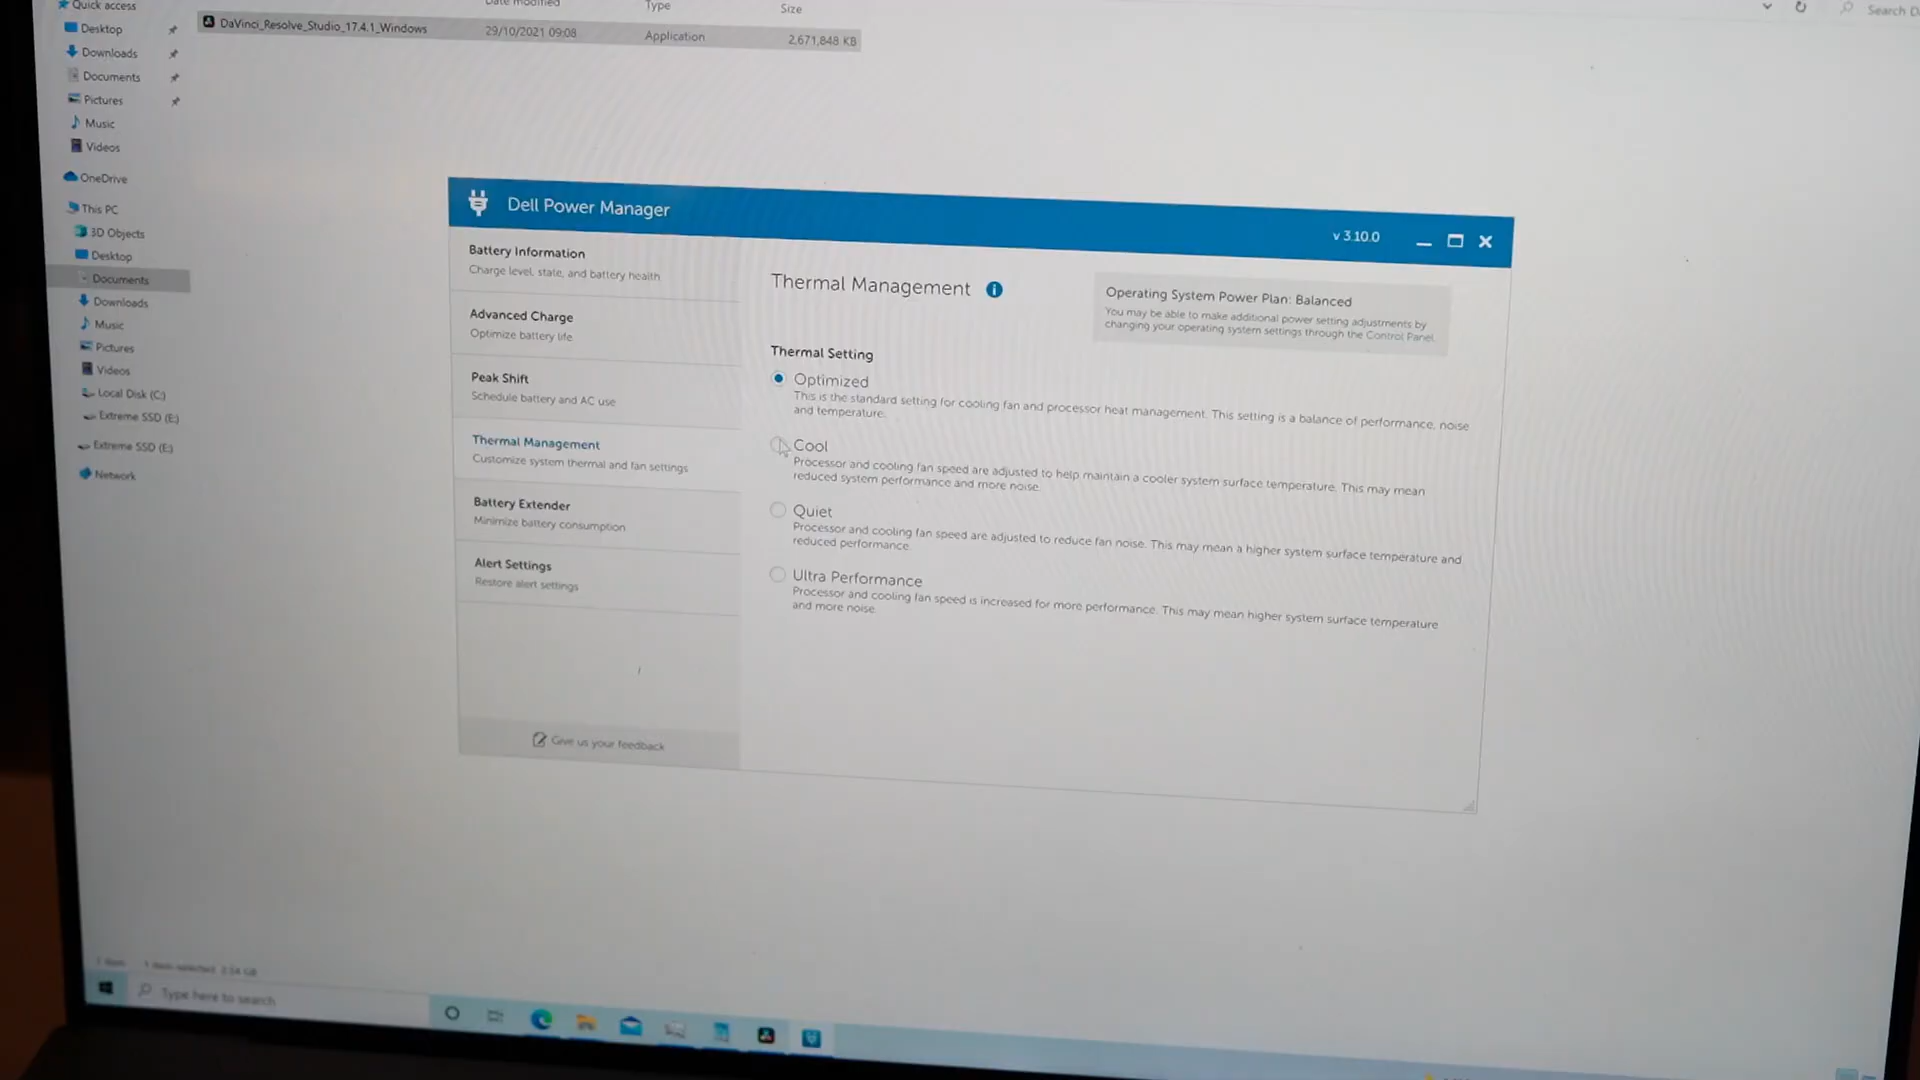 Quick access
Date modified
Type
Size
Search D
Desktop
DaVinci_Resolve_Studio_17.4.1_Windows
29/10/2021 09:08
Application
2,671,848 KB
Downloads
Documents
Pictures
Music
Videos
OneDrive
This PC
3D Objects
Desktop
Documents
Downloads
Music
Pictures
Videos
Local Disk (C:)
Extreme SSD (E:)
Extreme SSD (E:)
Network
Dell Power Manager
v 3.10.0
Battery Information
Charge level, state, and battery health
Advanced Charge
Optimize battery life
Peak Shift
Schedule battery and AC use
Thermal Management
Customize system thermal and fan settings
Battery Extender
Minimize battery consumption
Alert Settings
Restore alert settings
Give us your feedback
Thermal Management
Operating System Power Plan: Balanced
You may be able to make additional power setting adjustments by
changing your operating system settings through the Control Panel.
Thermal Setting
Optimized
This is the standard setting for cooling fan and processor heat management. This setting is a balance of performance, noise
and temperature.
Cool
Processor and cooling fan speed are adjusted to help maintain a cooler system surface temperature. This may mean
reduced system performance and more noise.
Quiet
Processor and cooling fan speed are adjusted to reduce fan noise. This may mean a higher system surface temperature and
reduced performance.
Ultra Performance
Processor and cooling fan speed is increased for more performance. This may mean higher system surface temperature
and more noise.
1 item
1 item selected 2.54 GB
Type here to search